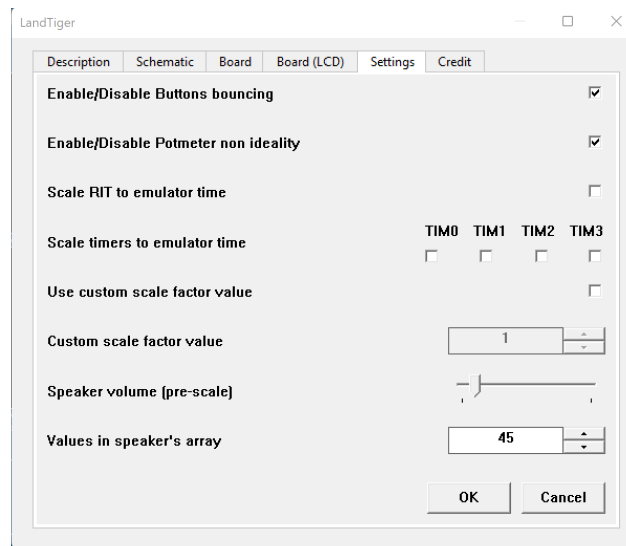 LandTiger
Description Schematic Board Board (LCD) Settings Credit
Enable/Disable Buttons bouncing
Enable/Disable Potmeter non ideality
Scale RIT to emulator time
TIM0 TIM1 TIM2 TIM3
Scale timers to emulator time
Use custom scale factor value
Custom scale factor value 1
Speaker volume (pre-scale)
Values in speaker's array 45
OK Cancel